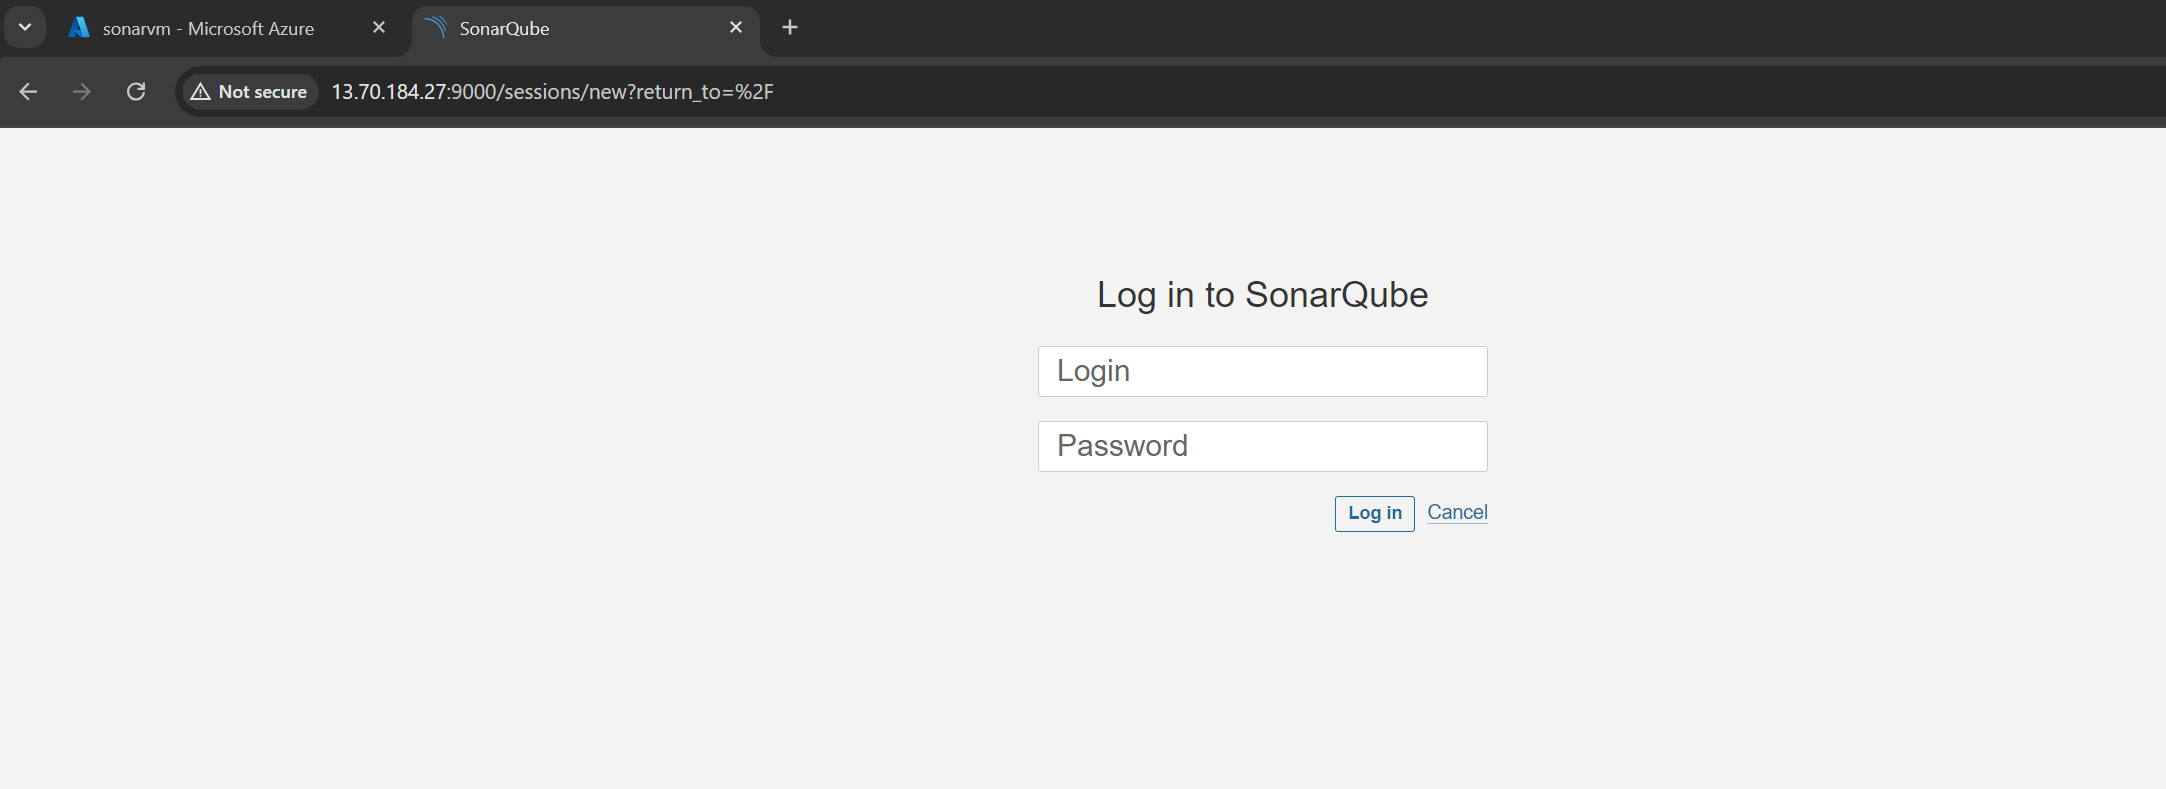 sonarvm - Microsoft Azure
SonarQube
Not secure
13.70.184.27:9000/sessions/new?return_to=%2F
Log in to SonarQube
Login
Password
Log in Cancel